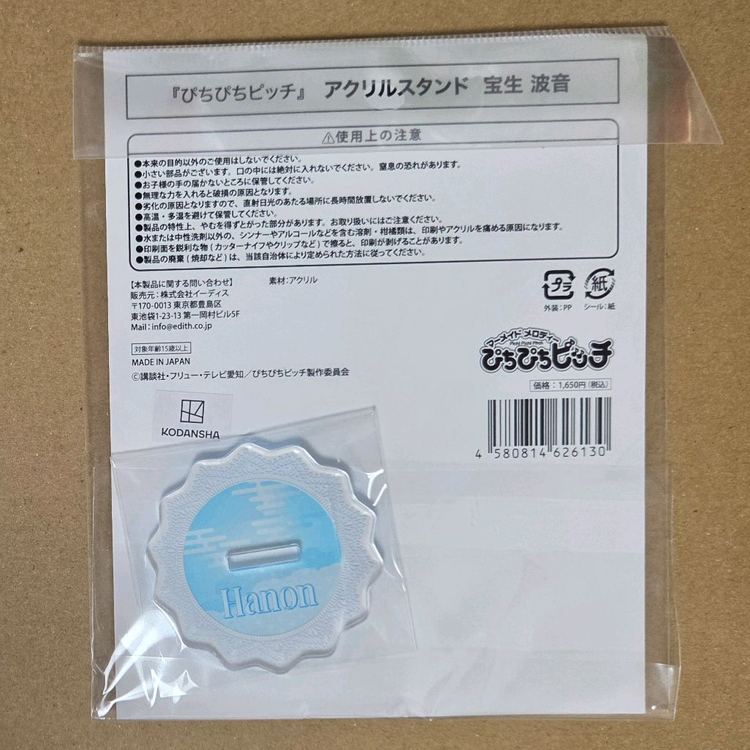 『ぴちぴちピッチ』 アクリルスタンド 宝生 波音
⚠使用上の注意
●本来の目的以外のご使用はしないでください。
●小さい部品がございます。口の中には絶対に入れないでください。窒息の恐れがあります。
●お子様の手の届かないところに保管してください。
●無理な力を入れると破損の原因となります。
●劣化の原因となりますので、直射日光のあたる場所に長時間放置しないでください。
●高温・多湿を避けて保管してください。
●製品の特性上、やむを得ずとがった部分があります。お取り扱いにはご注意ください。
●水または中性洗剤以外の、シンナーやアルコールなどを含む溶剤・柑橘類は、印刷やアクリルを痛める原因になります。
●印刷面を鋭利な物(カッターナイフやクリップなど)で擦ると、印刷が剥げることがあります。
●製品の廃棄(焼却など)は、当該自治体により定められた方法に従ってください。
【本製品に関する問い合わせ】 素材:アクリル
販売元:株式会社イーディス
〒170-0013 東京都豊島区
東池袋1-23-13 第一岡村ビル5F
Mail:info@edith.co.jp
対象年齢15歳以上
MADE IN JAPAN
©講談社・フリュー・テレビ愛知/ぴちぴちピッチ製作委員会
プラ 紙
外装:PP シール:紙
マーメイド メロディー
ぴちぴちピッチ
価格:1,650円(税込)
4 580814 626130
KODANSHA
Hanon